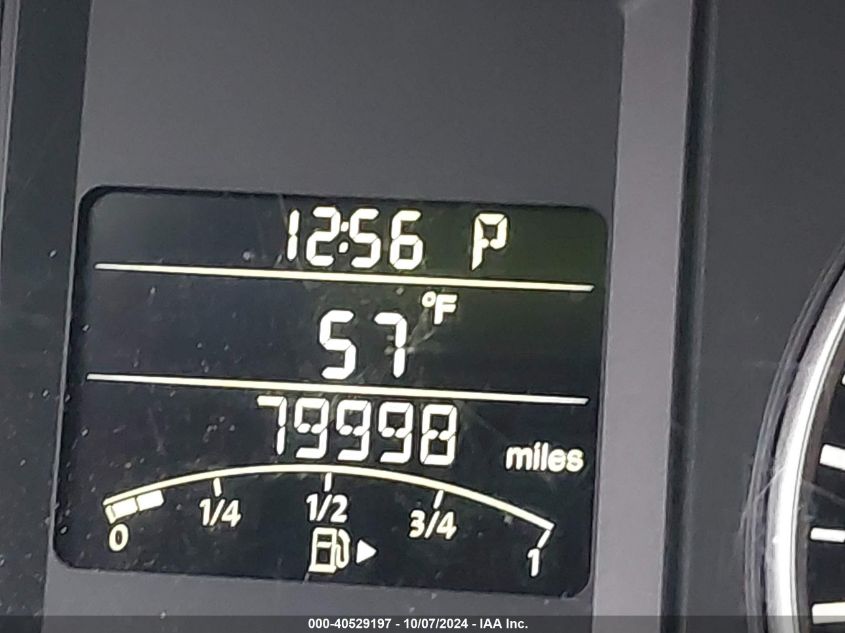 12:56 P
°F
57
79998 miles
0 1/4 1/2 3/4 1
000-40529197 - 10/07/2024 - IAA Inc.